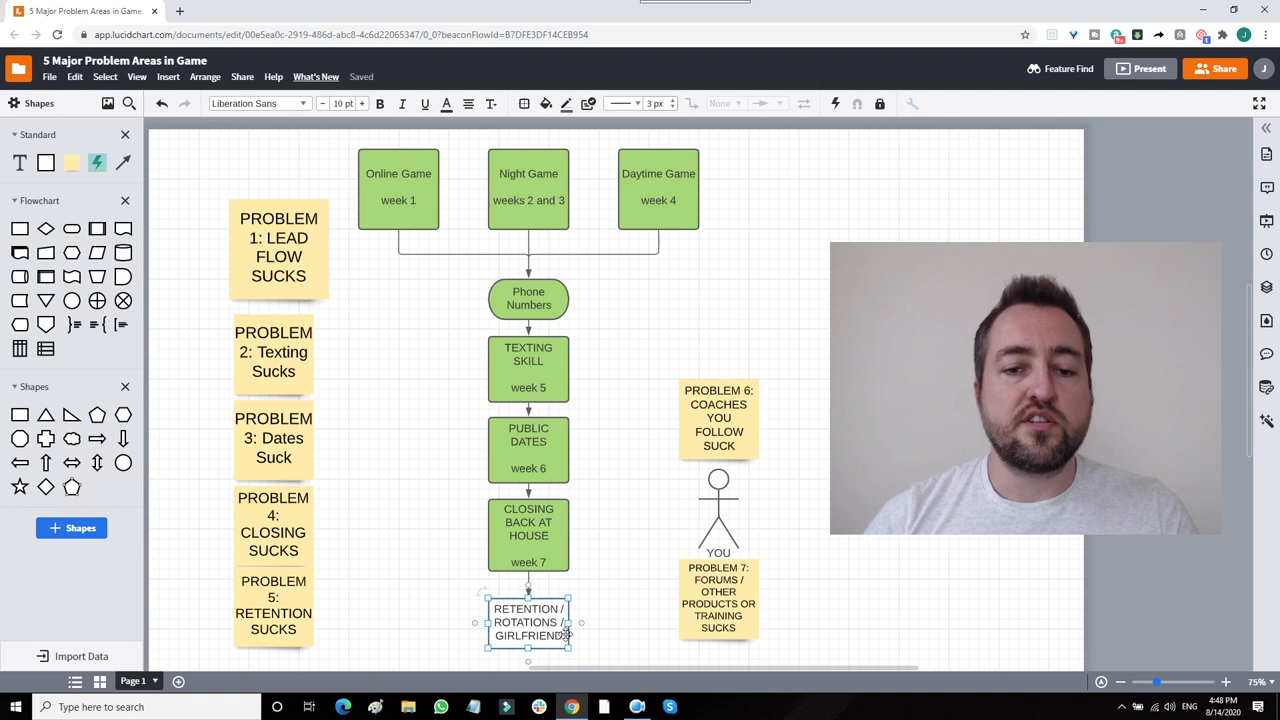 5 Major Problem Areas in Game
app.lucidchart.com/documents/edit/00e5ea0c-2919-486d-abc8-4c6d22065347/0_0?beaconFlowId=B7DFE3DF14CEB954
5 Major Problem Areas in Game
File Edit Select View Insert Arrange Share Help What's New Saved
Feature Find
Present
Share
J
Shapes
Liberation Sans
10 pt
3 px
None
Standard
Flowchart
Shapes
+ Shapes
Import Data
Online Game
week 1
Night Game
weeks 2 and 3
Daytime Game
week 4
PROBLEM
1: LEAD
FLOW
SUCKS
PROBLEM
2: Texting
Sucks
PROBLEM
3: Dates
Suck
PROBLEM
4:
CLOSING
SUCKS
PROBLEM
5:
RETENTION
SUCKS
Phone
Numbers
TEXTING
SKILL
week 5
PUBLIC
DATES
week 6
CLOSING
BACK AT
HOUSE
week 7
RETENTION /
ROTATIONS /
GIRLFRIEND
PROBLEM 6:
COACHES
YOU
FOLLOW
SUCK
YOU
PROBLEM 7:
FORUMS /
OTHER
PRODUCTS OR
TRAINING
SUCKS
Page 1
75%
Type here to search
4:48 PM
8/14/2020